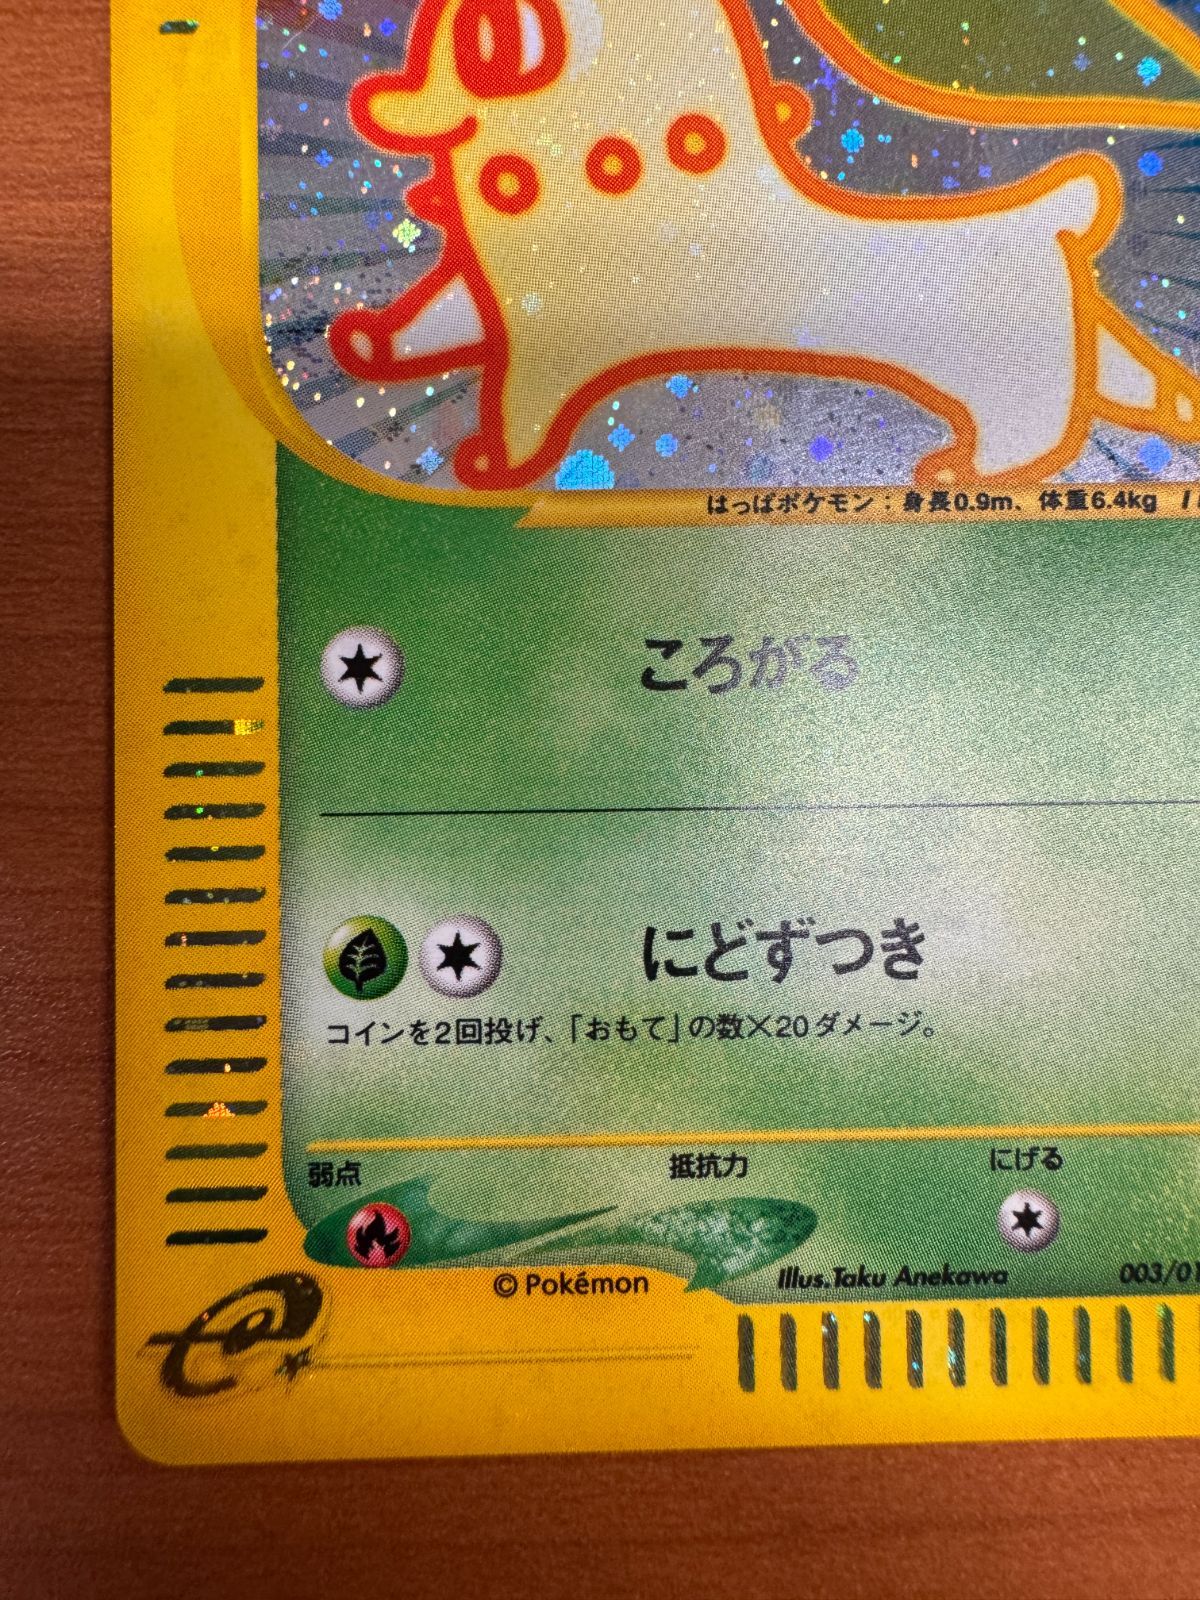 はっぱポケモン：身長0.9m、体重6.4kg
ころがる
にどずつき
コインを2回投げ、「おもて」の数×20ダメージ。
弱点
抵抗力
にげる
© Pokémon
Illus.Taku Anekawa
003/01
e